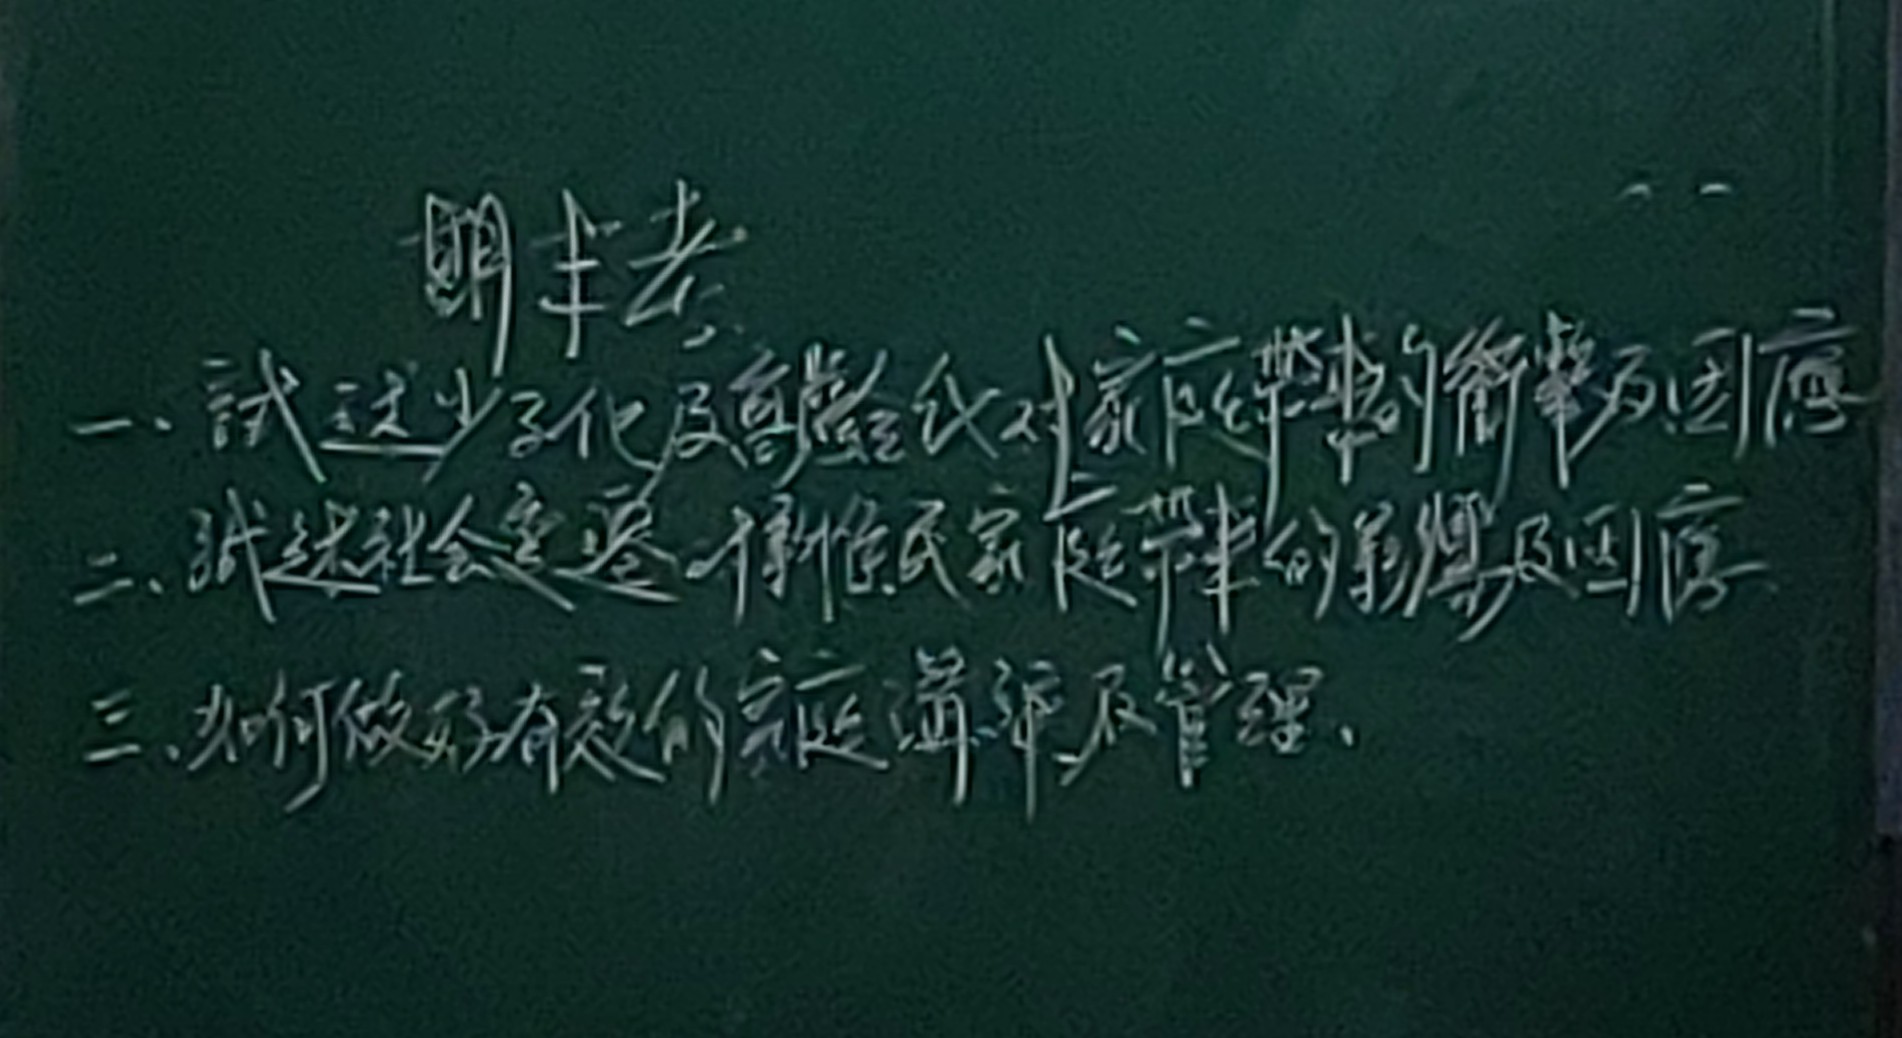 期末考
一、試述少子化及高齡化對家庭帶來的衝擊及因應
二、試述社會變遷 新住民家庭帶來的影響及因應
三、如何做好有效的家庭溝通及管理、